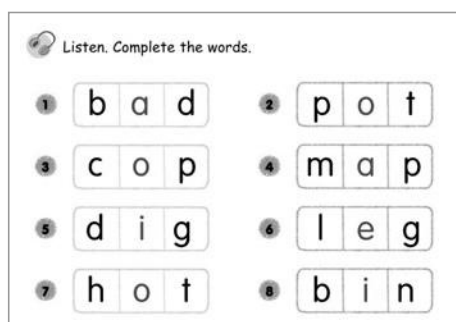 Listen. Complete the words.
1 bad 2 pot
3 cop 4 map
5 dig 6 leg
7 hot 8 bin